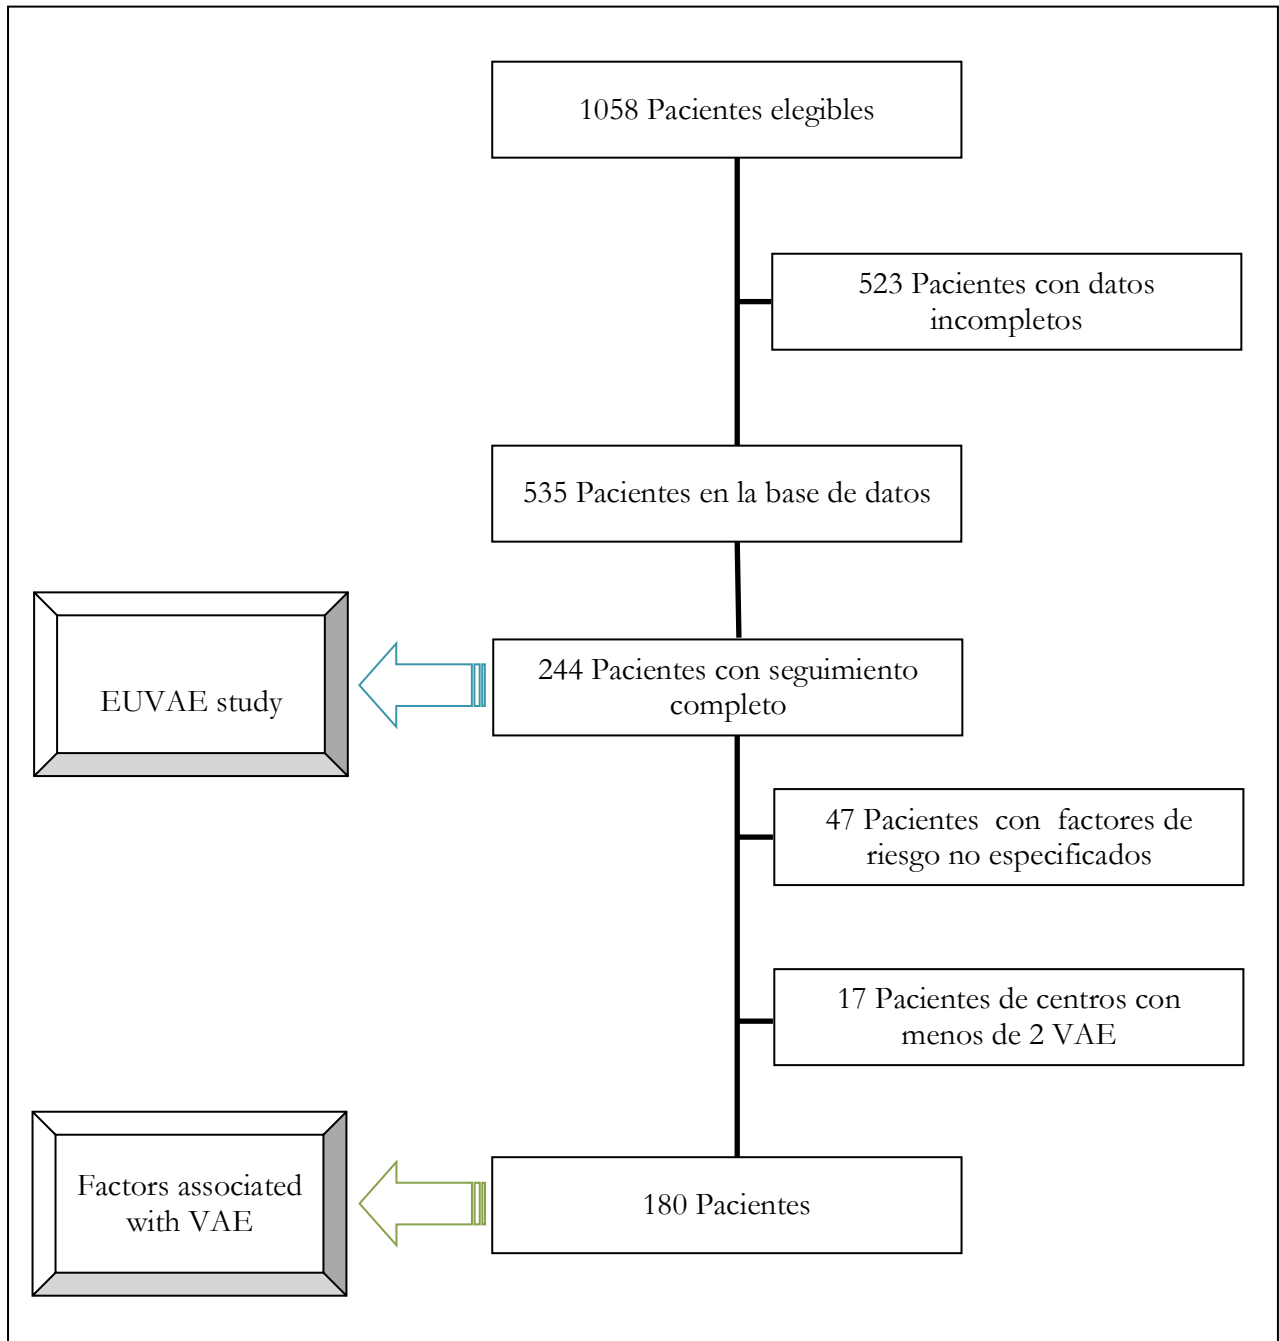 1058 Pacientes elegibles
523 Pacientes con datos
incompletos
535 Pacientes en la base de datos
244 Pacientes con seguimiento
completo
EUVAE study
47 Pacientes con factores de
riesgo no especificados
17 Pacientes de centros con
menos de 2 VAE
180 Pacientes
Factors associated
with VAE